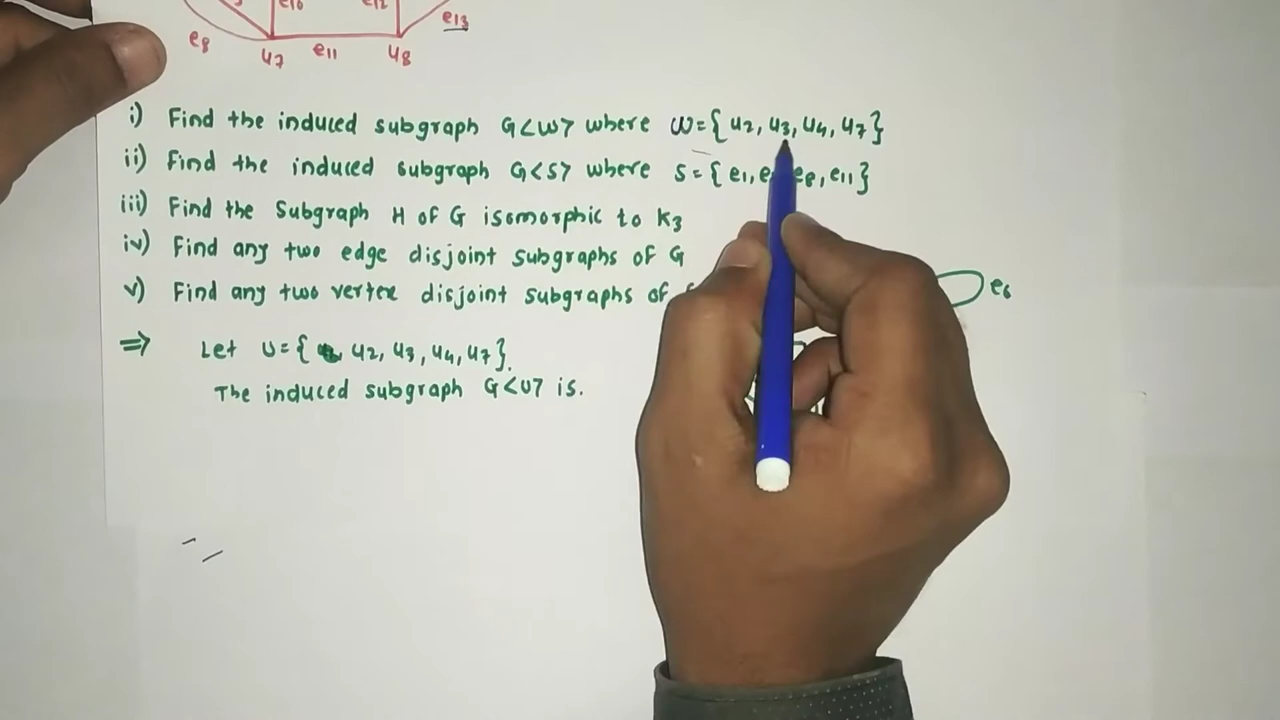 e10 e12
e13
e8 u7 e11 u8
i) Find the induced subgraph G<w> where W={u2, u3, u4, u7}
ii) Find the induced subgraph G<S> where S={e1, e8, e11}
iii) Find the subgraph H of G isomorphic to K3
iv) Find any two edge disjoint subgraphs of G
v) Find any two vertex disjoint subgraphs of
e6
⇒ Let U={ u2, u3, u4, u7}.
The induced subgraph G<U> is.